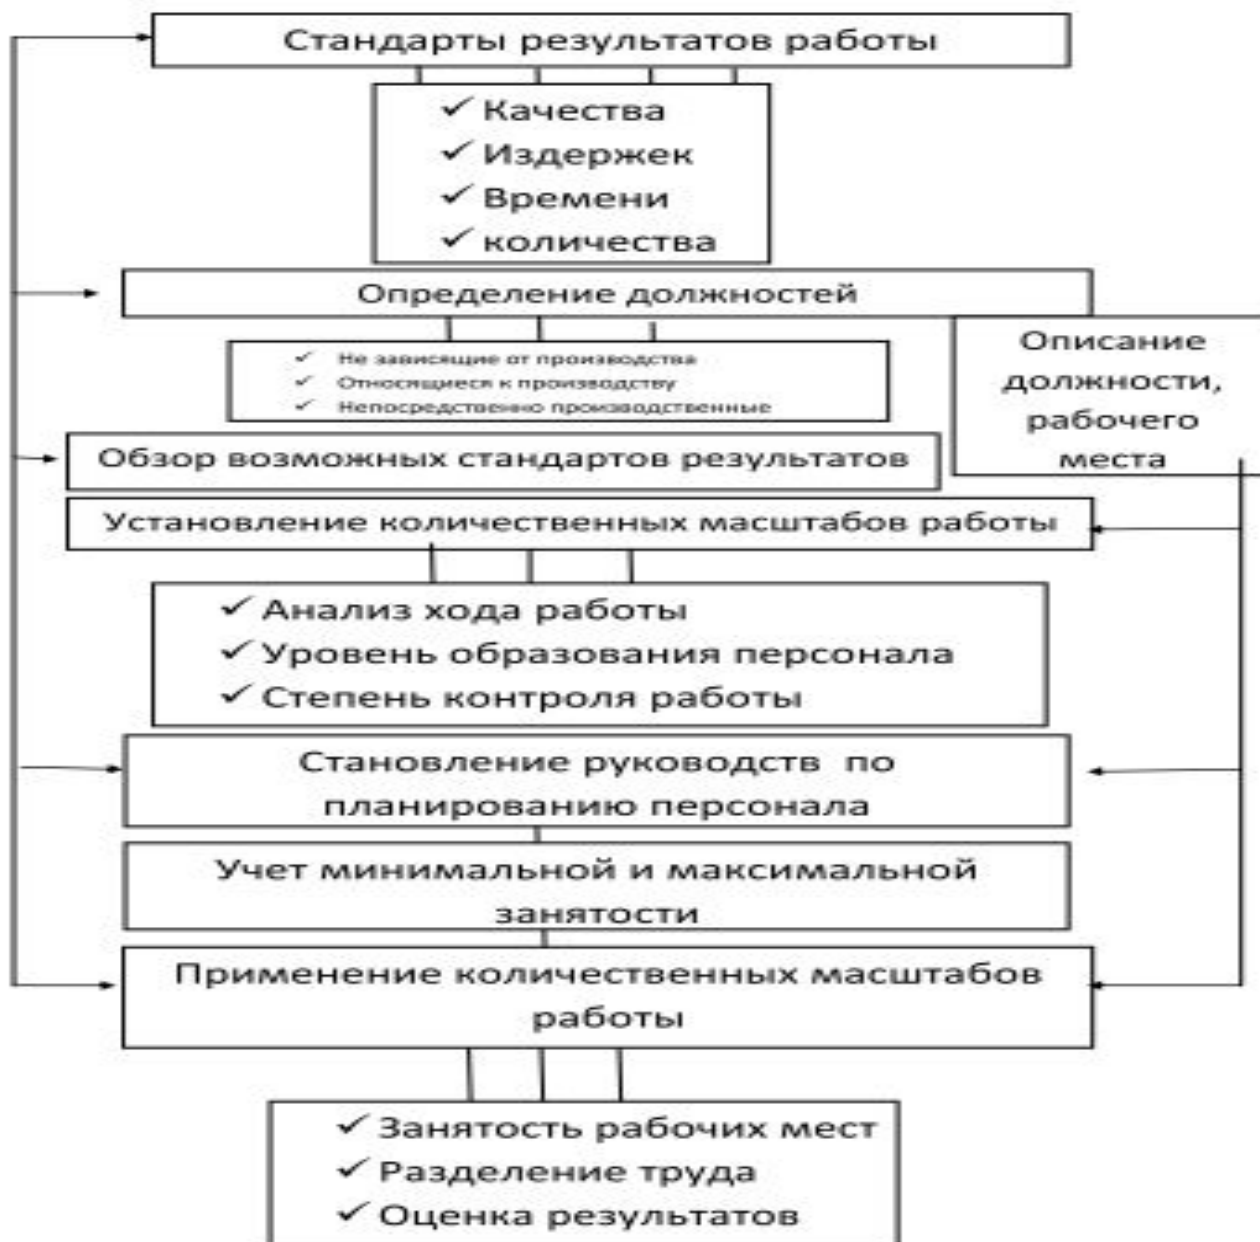 Стандарты результатов работы
✓ Качества
✓ Издержек
✓ Времени
✓ количества
Определение должностей
✓ Не зависящие от производства
✓ Относящиеся к производству
✓ Непосредственно производственные
Описание
должности,
рабочего
места
Обзор возможных стандартов результатов
Установление количественных масштабов работы
✓ Анализ хода работы
✓ Уровень образования персонала
✓ Степень контроля работы
Становление руководств по
планированию персонала
Учет минимальной и максимальной
занятости
Применение количественных масштабов
работы
✓ Занятость рабочих мест
✓ Разделение труда
✓ Оценка результатов